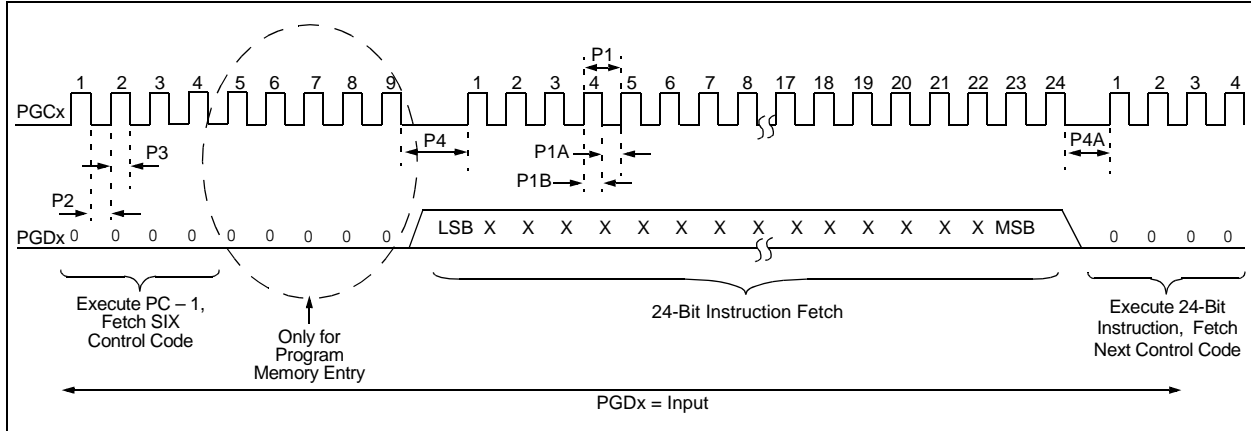 P1
1 2 3 4 5 6 7 8 9 1 2 3 4 5 6 7 8 17 18 19 20 21 22 23 24 1 2 3 4
PGCx
P3 P4 P1A P4A
P1B
P2
LSB X X X X X X X X X X X X X X MSB
PGDx 0 0 0 0 0 0 0 0 0 0 0 0 0
Execute PC – 1,
Fetch SIX
Control Code
24-Bit Instruction Fetch
Execute 24-Bit
Instruction, Fetch
Next Control Code
Only for
Program
Memory Entry
PGDx = Input